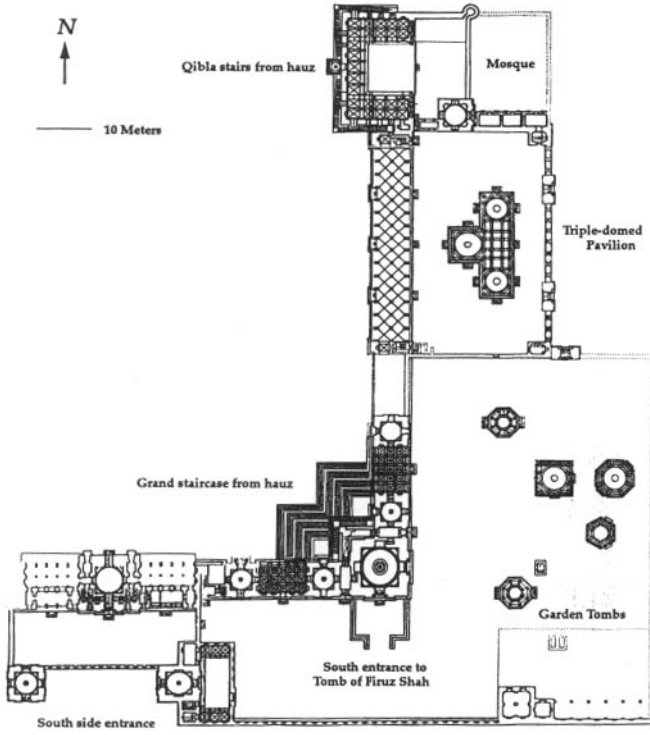 N
Qibla stairs from hauz
Mosque
10 Meters
Triple-domed
Pavilion
Grand staircase from hauz
Garden Tombs
South entrance to
Tomb of Firuz Shah
South side entrance